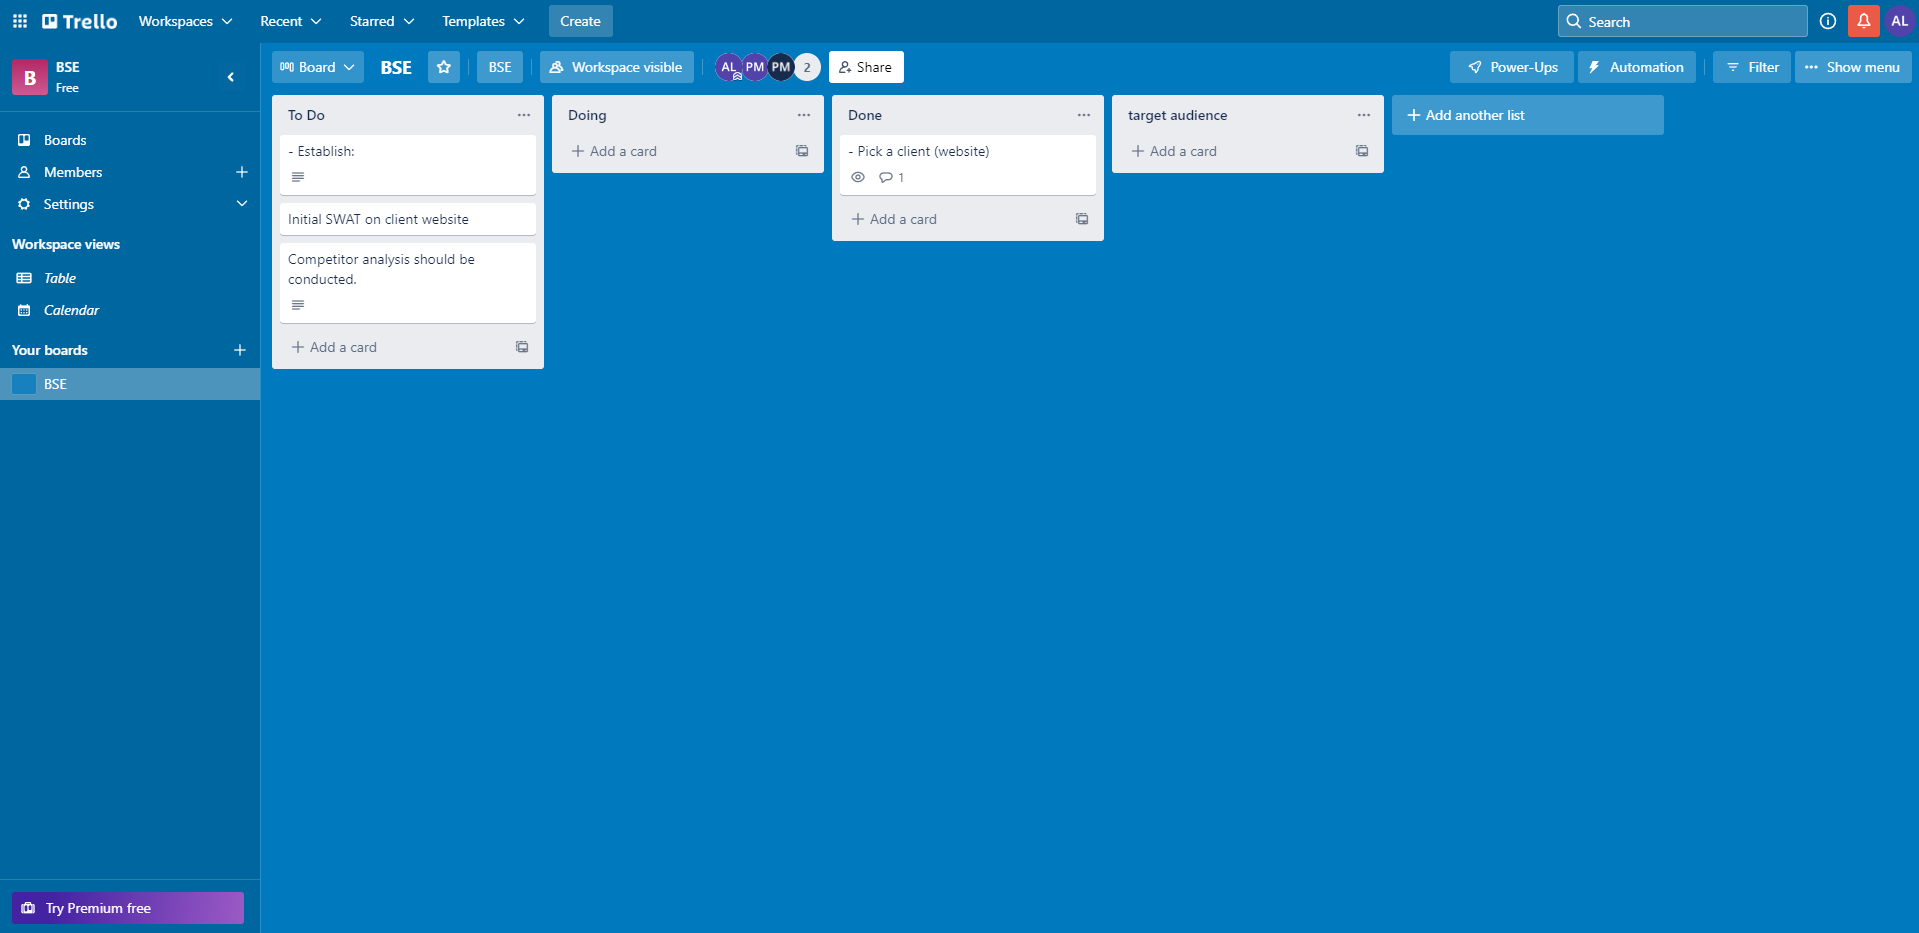 Trello
Workspaces
Recent
Starred
Templates
Create
Search
AL
B
BSE
Free
Board
BSE
BSE
Workspace visible
AL PM PM 2
Share
Power-Ups
Automation
Filter
Show menu
Boards
Members
Settings
Workspace views
Table
Calendar
Your boards
BSE
Try Premium free
To Do
- Establish:
Initial SWAT on client website
Competitor analysis should be
conducted.
Add a card
Doing
Add a card
Done
- Pick a client (website)
1
Add a card
target audience
Add a card
Add another list